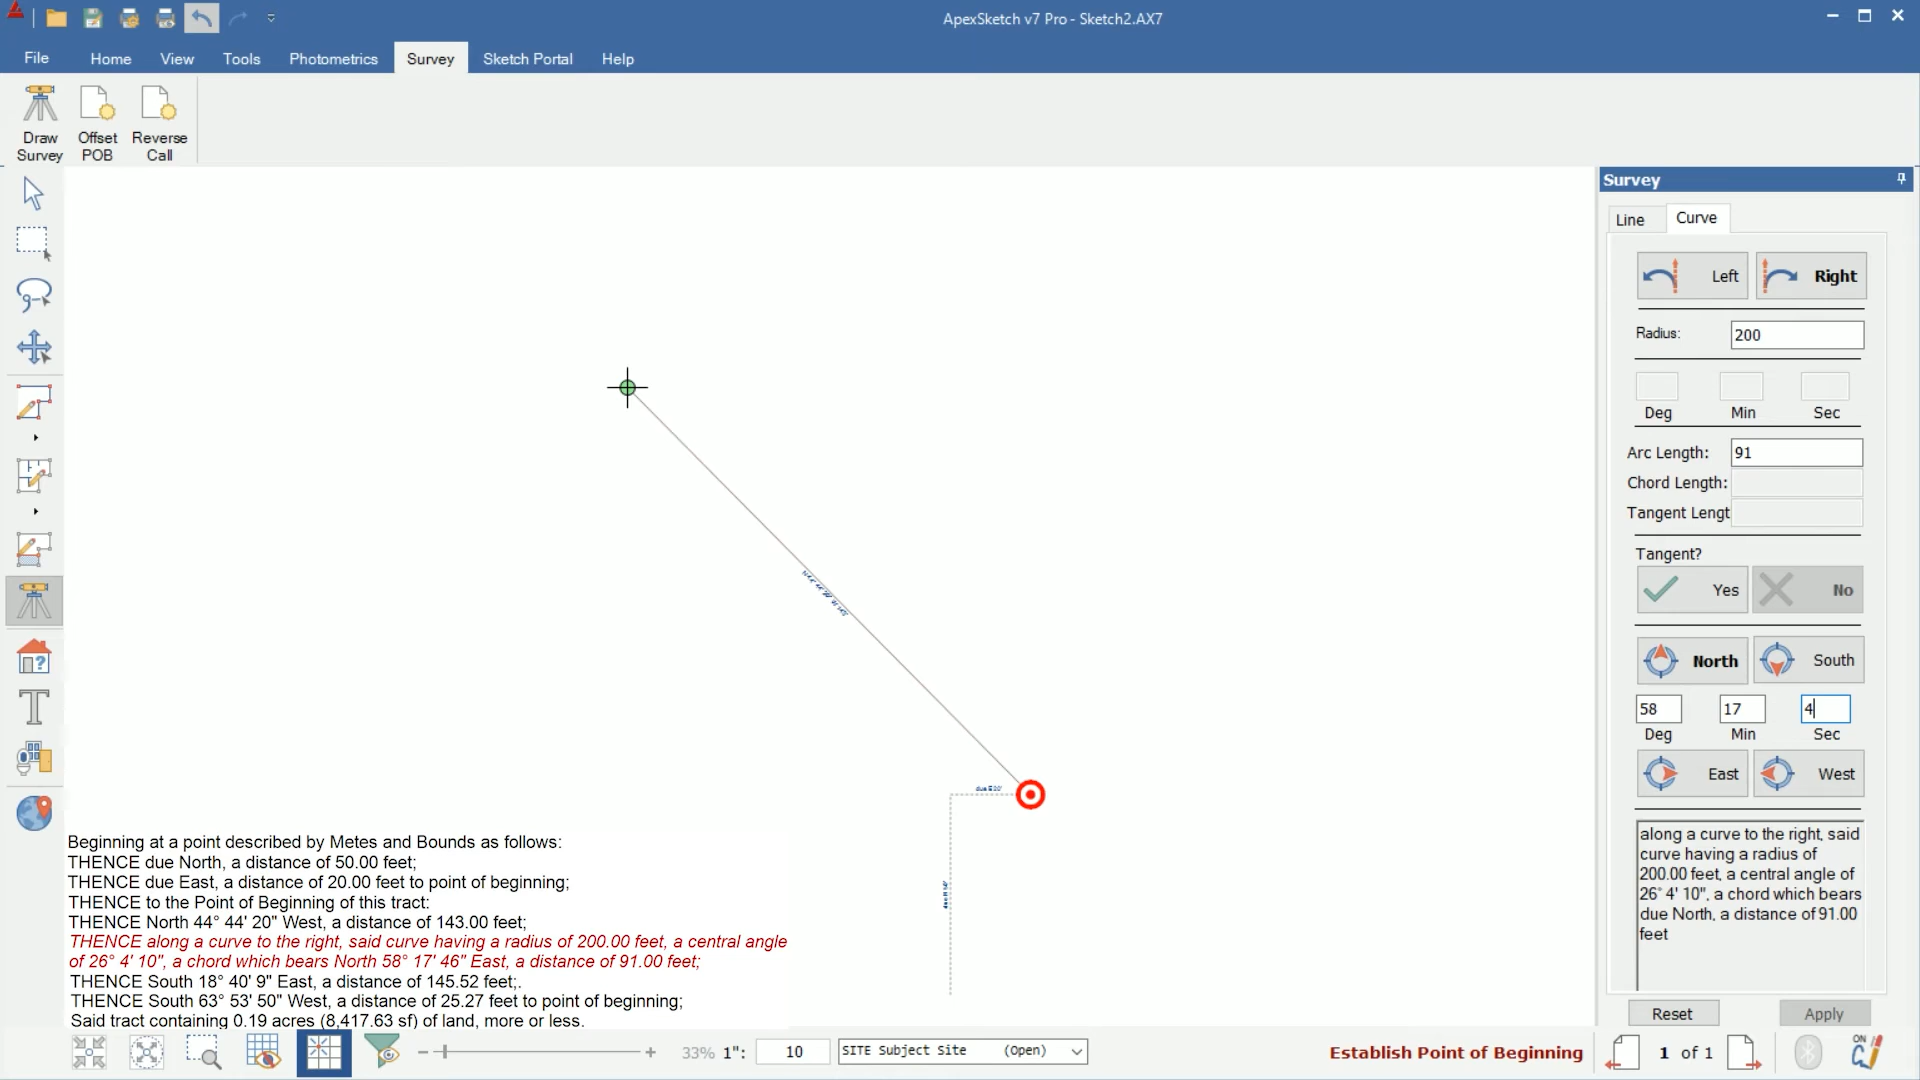 ApexSketch v7 Pro - Sketch2.AX7
File Home View Tools Photometrics Survey Sketch Portal Help
Draw Survey
Offset POB
Reverse Call
Survey
Line Curve
Left Right
Radius: 200
Deg Min Sec
Arc Length: 91
Chord Length:
Tangent Lengt
Tangent?
Yes No
North South
58 17 4
Deg Min Sec
East West
along a curve to the right, said
curve having a radius of
200.00 feet, a central angle of
26° 4' 10", a chord which bears
due North, a distance of 91.00
feet
Reset Apply
Beginning at a point described by Metes and Bounds as follows:
THENCE due North, a distance of 50.00 feet;
THENCE due East, a distance of 20.00 feet to point of beginning;
THENCE to the Point of Beginning of this tract:
THENCE North 44° 44' 20" West, a distance of 143.00 feet;
THENCE along a curve to the right, said curve having a radius of 200.00 feet, a central angle
of 26° 4' 10", a chord which bears North 58° 17' 46" East, a distance of 91.00 feet;
THENCE South 18° 40' 9" East, a distance of 145.52 feet;.
THENCE South 63° 53' 50" West, a distance of 25.27 feet to point of beginning;
Said tract containing 0.19 acres (8,417.63 sf) of land, more or less.
33% 1": 10 SITE Subject Site (Open) Establish Point of Beginning 1 of 1 ON